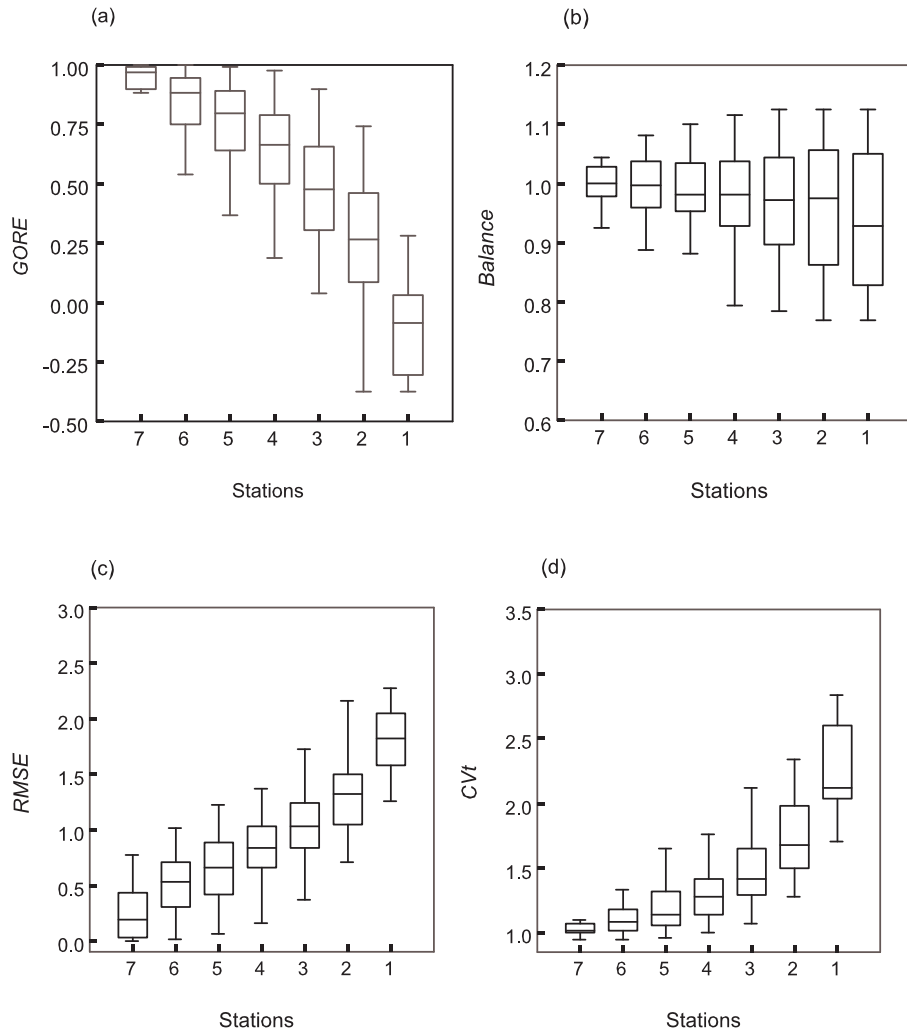 (a)
GORE
1.00
0.75
0.50
0.25
0.00
-0.25
-0.50
7 6 5 4 3 2 1
Stations
(b)
Balance
1.2
1.1
1.0
0.9
0.8
0.7
0.6
7 6 5 4 3 2 1
Stations
(c)
RMSE
3.0
2.5
2.0
1.5
1.0
0.5
0.0
7 6 5 4 3 2 1
Stations
(d)
CVt
3.5
3.0
2.5
2.0
1.5
1.0
7 6 5 4 3 2 1
Stations